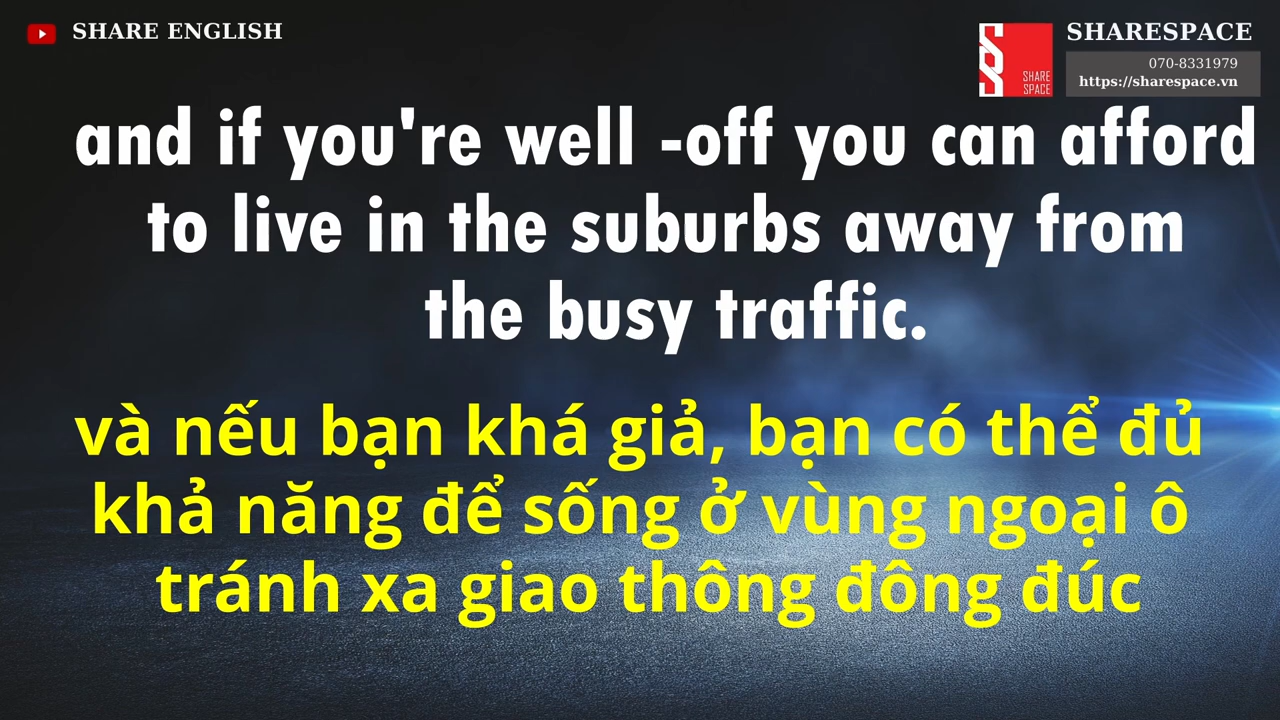 SHARE ENGLISH
SHARE
SPACE
SHARESPACE
070-8331979
https://sharespace.vn
and if you're well -off you can afford
to live in the suburbs away from
the busy traffic.
và nếu bạn khá giả, bạn có thể đủ
khả năng để sống ở vùng ngoại ô
tránh xa giao thông đông đúc